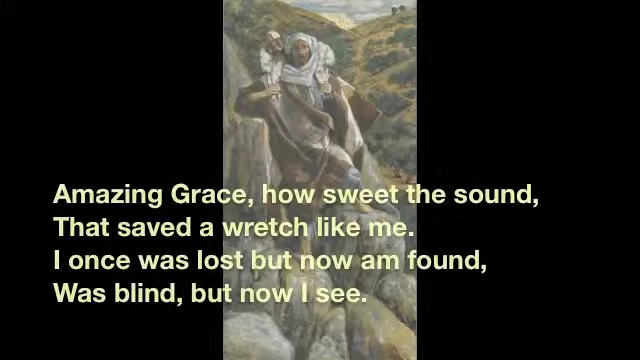 Amazing Grace, how sweet the sound,
That saved a wretch like me.
I once was lost but now am found,
Was blind, but now I see.